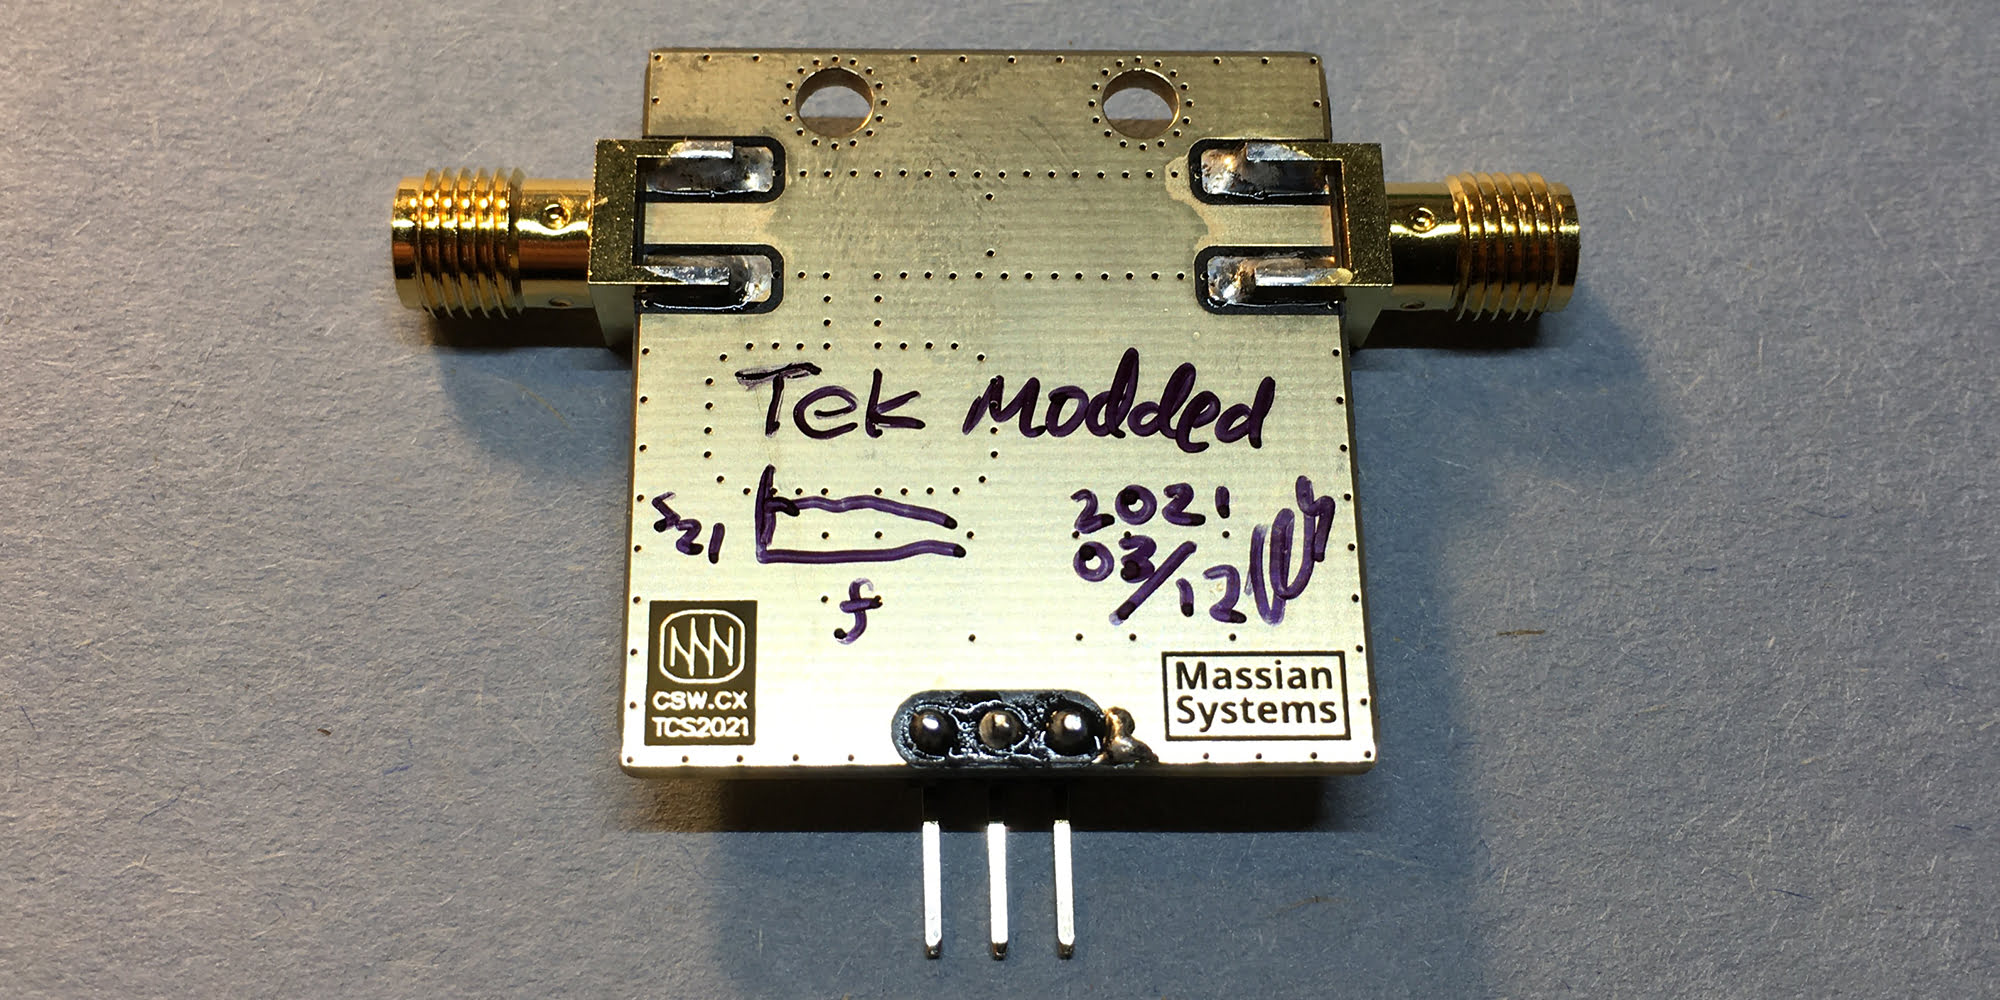 Tek Modded
S21
f
2021
03/12
CSW.CX
TCS2021
Massian
Systems